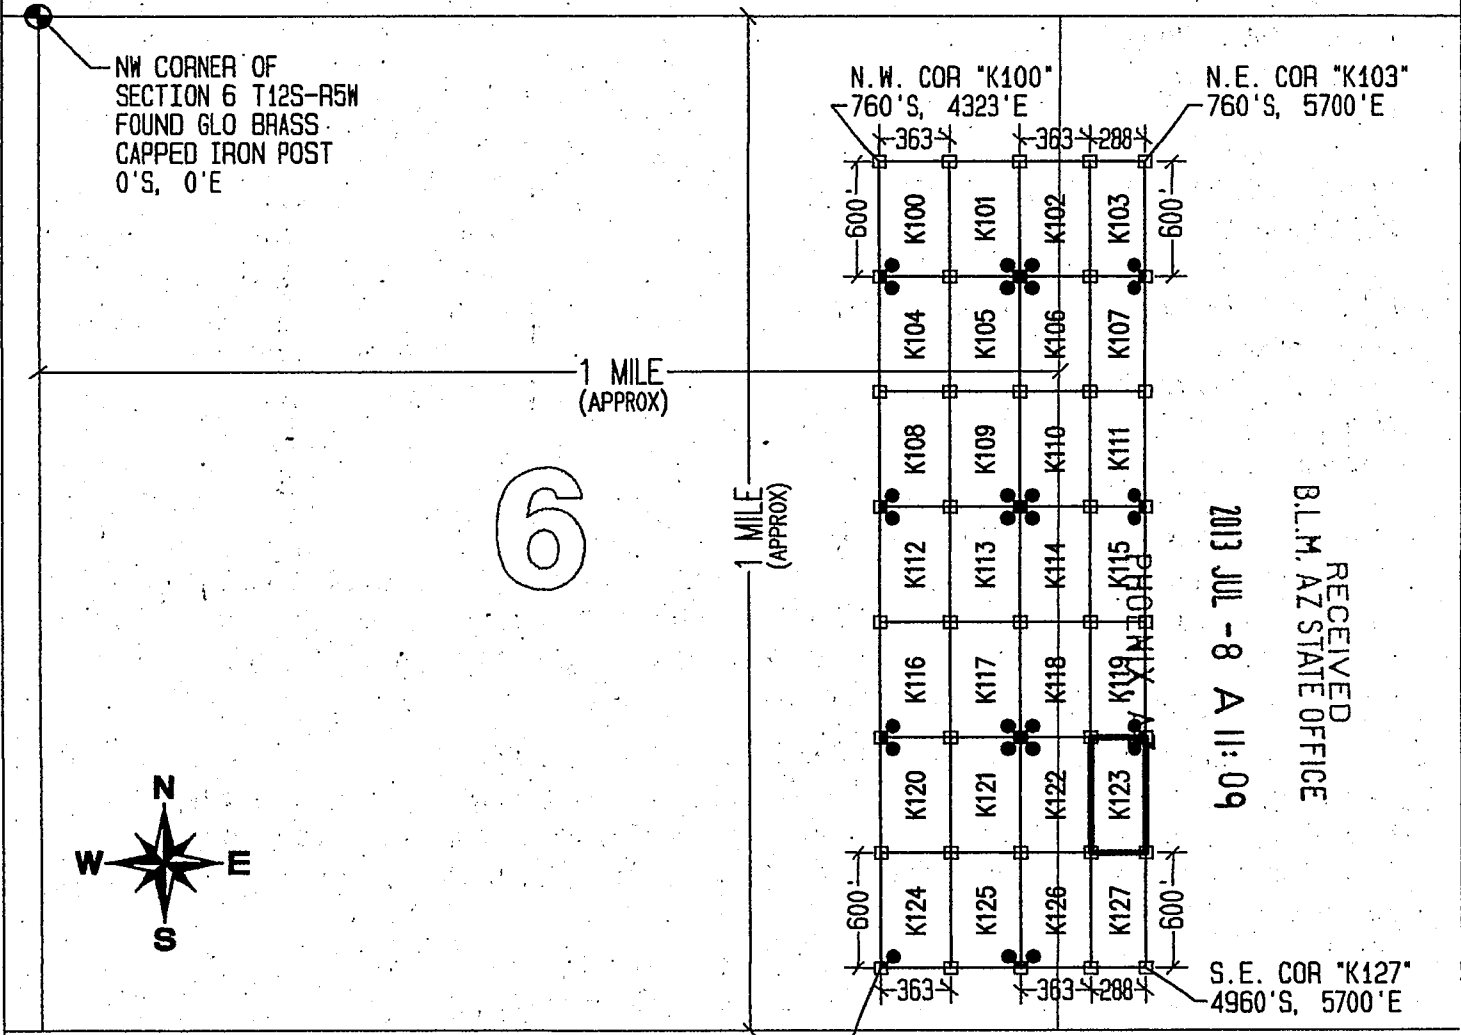 NW CORNER OF
SECTION 6 T12S-R5W
FOUND GLO BRASS
CAPPED IRON POST
0'S, 0'E
N.W. COR "K100"
760'S, 4323'E
N.E. COR "K103"
760'S, 5700'E
363 363 288
600' 600'
K100 K101 K102 K103
K104 K105 K106 K107
1 MILE
(APPROX)
K108 K109 K110 K111
6
1 MILE
(APPROX)
K112 K113 K114 K115
K116 K117 K118 K119
RECEIVED
B.L.M. AZ STATE OFFICE
2013 JUL -8 A 11:09
PHOENIX, AZ
K120 K121 K122 K123
N
W E
S
600' 600'
K124 K125 K126 K127
363 363 288
S.E. COR "K127"
4960'S, 5700'E